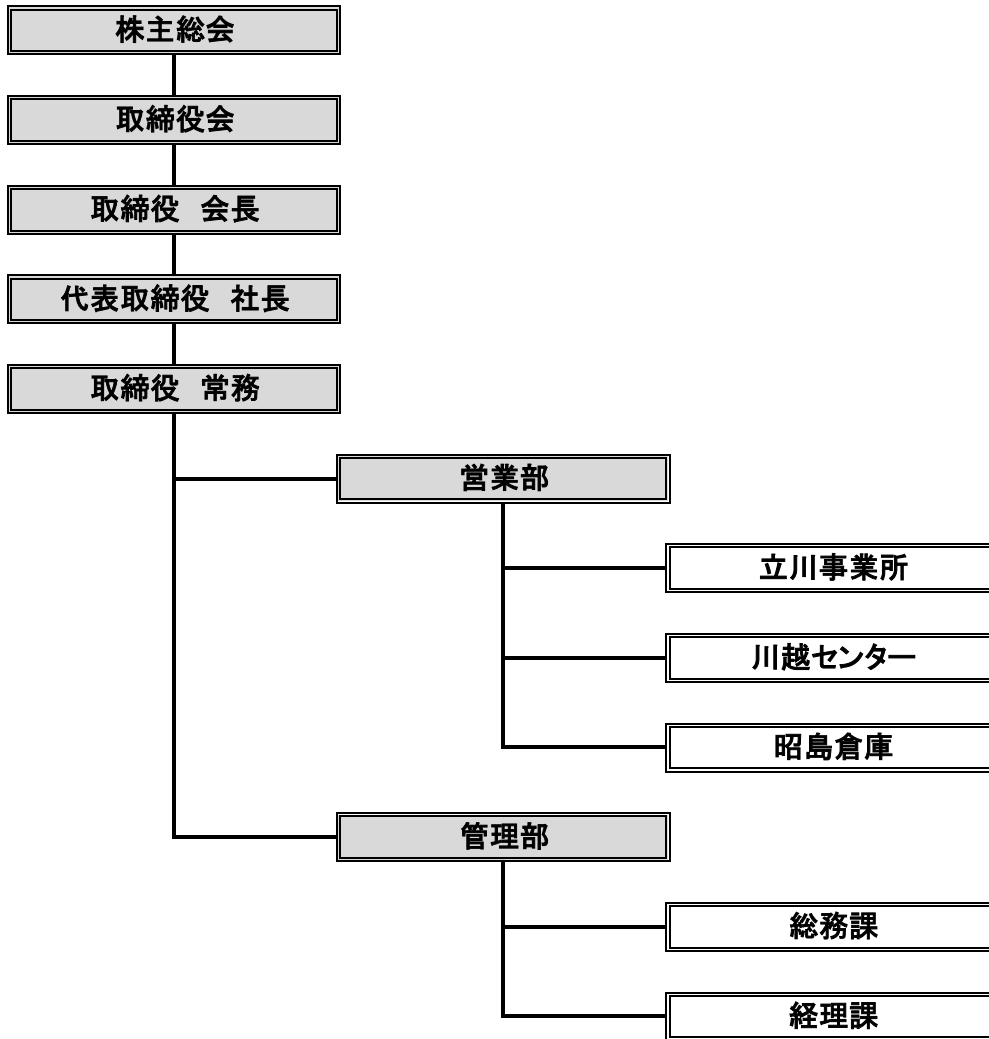 株主総会
取締役会
取締役　会長
代表取締役　社長
取締役　常務
営業部
立川事業所
川越センター
昭島倉庫
管理部
総務課
経理課